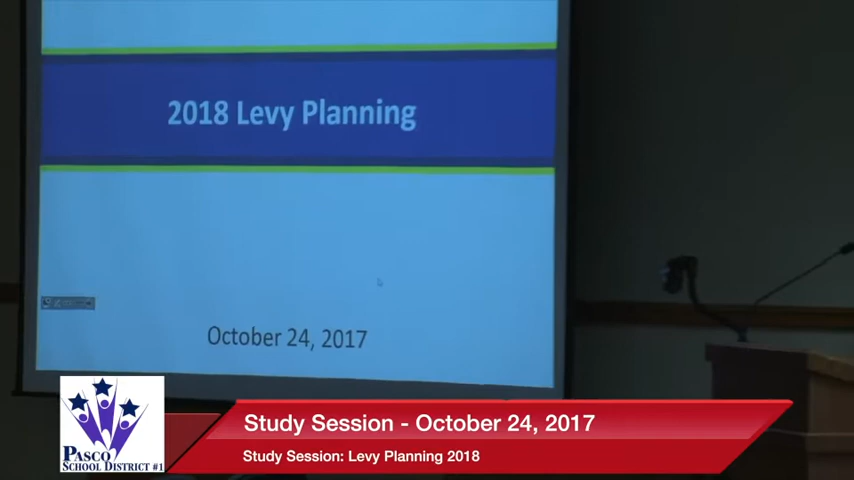 2018 Levy Planning
October 24, 2017
Study Session - October 24, 2017
Study Session: Levy Planning 2018
PASCO
SCHOOL DISTRICT #1